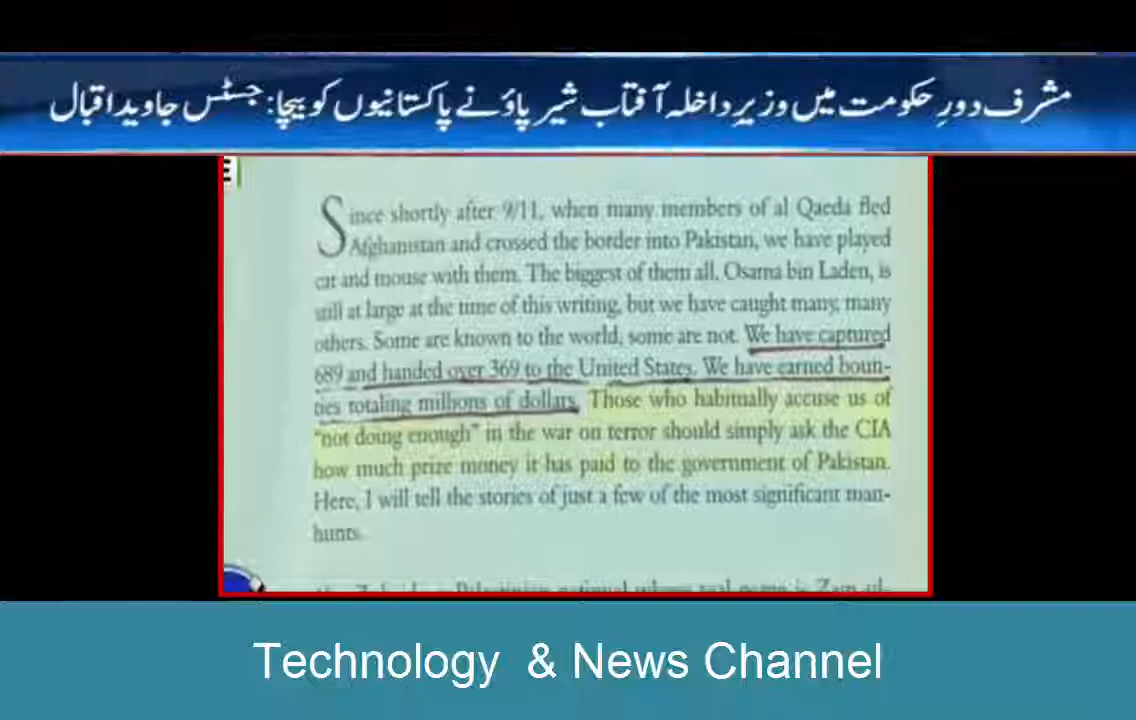 مشرف دورِ حکومت میں وزیرِ داخلہ آفتاب شیر پاؤ نے پاکستانیوں کو بیچا: جسٹس جاوید اقبال
E
Since shortly after 9/11, when many members of al Qaeda fled
Afghanistan and crossed the border into Pakistan, we have played
cat and mouse with them. The biggest of them all, Osama bin Laden, is
still at large at the time of this writing, but we have caught many, many
others. Some are known to the world, some are not. We have captured
689 and handed over 369 to the United States. We have earned boun-
ties totaling millions of dollars. Those who habitually accuse us of
"not doing enough" in the war on terror should simply ask the CIA
how much prize money it has paid to the government of Pakistan.
Here, I will tell the stories of just a few of the most significant man-
hunts.
Palestinian national whose real name is
Technology & News Channel